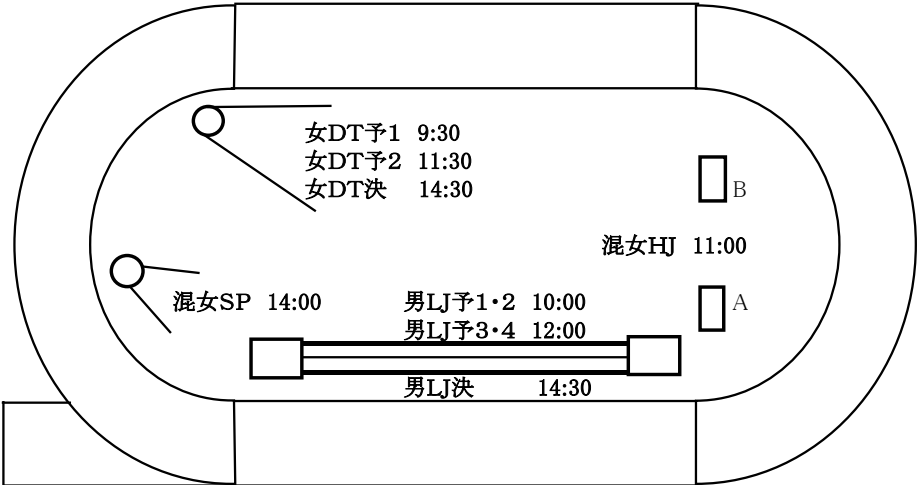 女DT予1 9:30
女DT予2 11:30
女DT決 14:30
B
混女HJ 11:00
混女SP 14:00
男LJ予1・2 10:00
A
男LJ予3・4 12:00
男LJ決 14:30